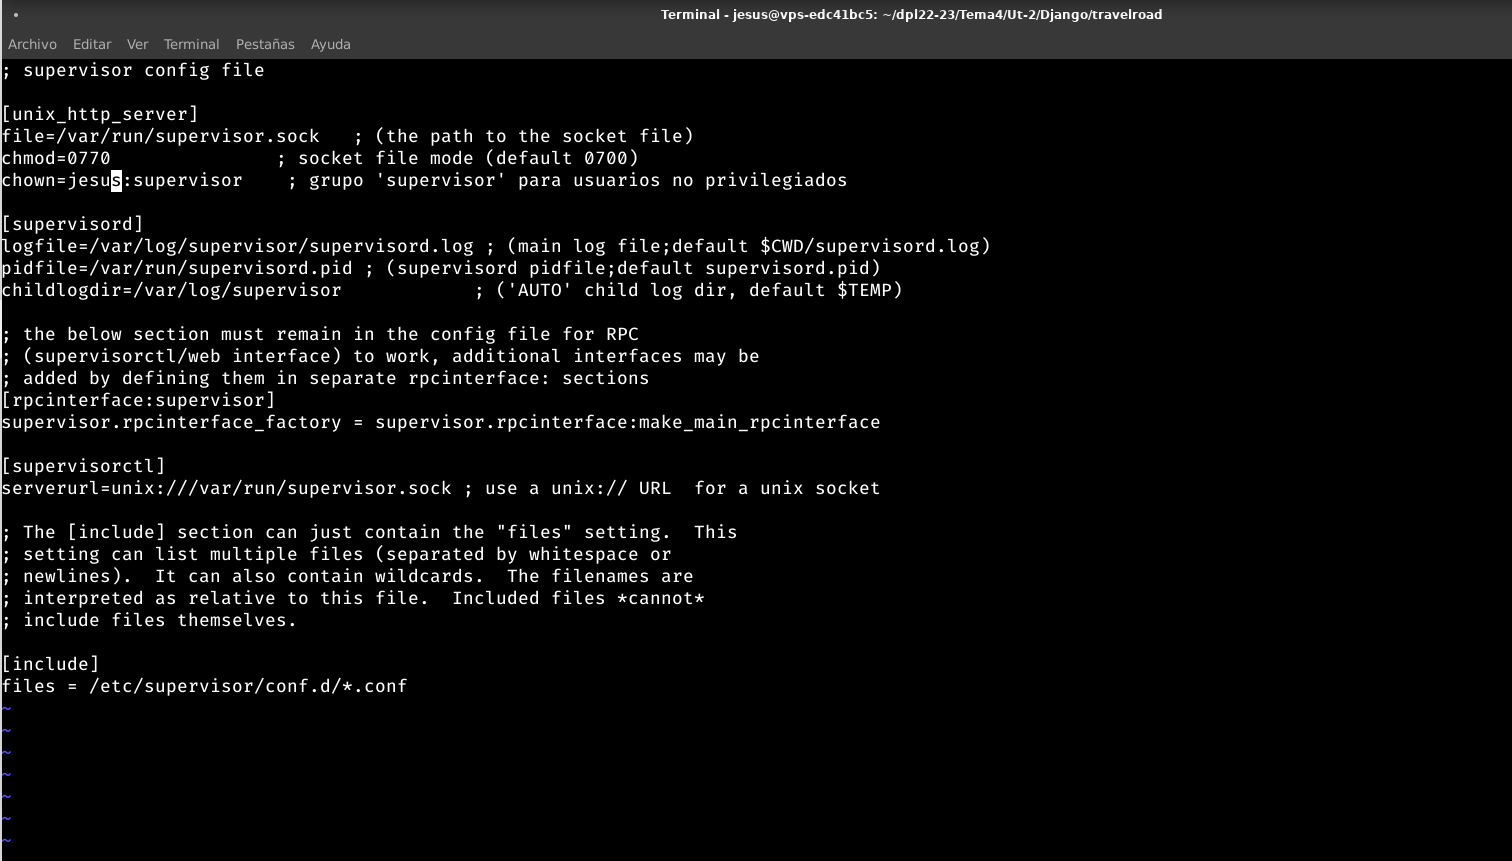 Terminal - jesus@vps-edc41bc5: ~/dpl22-23/Tema4/Ut-2/Django/travelroad
Archivo Editar Ver Terminal Pestañas Ayuda
; supervisor config file
[unix_http_server]
file=/var/run/supervisor.sock   ; (the path to the socket file)
chmod=0770               ; socket file mode (default 0700)
chown=jesus:supervisor    ; grupo 'supervisor' para usuarios no privilegiados
[supervisord]
logfile=/var/log/supervisor/supervisord.log ; (main log file;default $CWD/supervisord.log)
pidfile=/var/run/supervisord.pid ; (supervisord pidfile;default supervisord.pid)
childlogdir=/var/log/supervisor            ; ('AUTO' child log dir, default $TEMP)
; the below section must remain in the config file for RPC
; (supervisorctl/web interface) to work, additional interfaces may be
; added by defining them in separate rpcinterface: sections
[rpcinterface:supervisor]
supervisor.rpcinterface_factory = supervisor.rpcinterface:make_main_rpcinterface
[supervisorctl]
serverurl=unix:///var/run/supervisor.sock ; use a unix:// URL  for a unix socket
; The [include] section can just contain the "files" setting.  This
; setting can list multiple files (separated by whitespace or
; newlines).  It can also contain wildcards.  The filenames are
; interpreted as relative to this file.  Included files *cannot*
; include files themselves.
[include]
files = /etc/supervisor/conf.d/*.conf
~
~
~
~
~
~
~